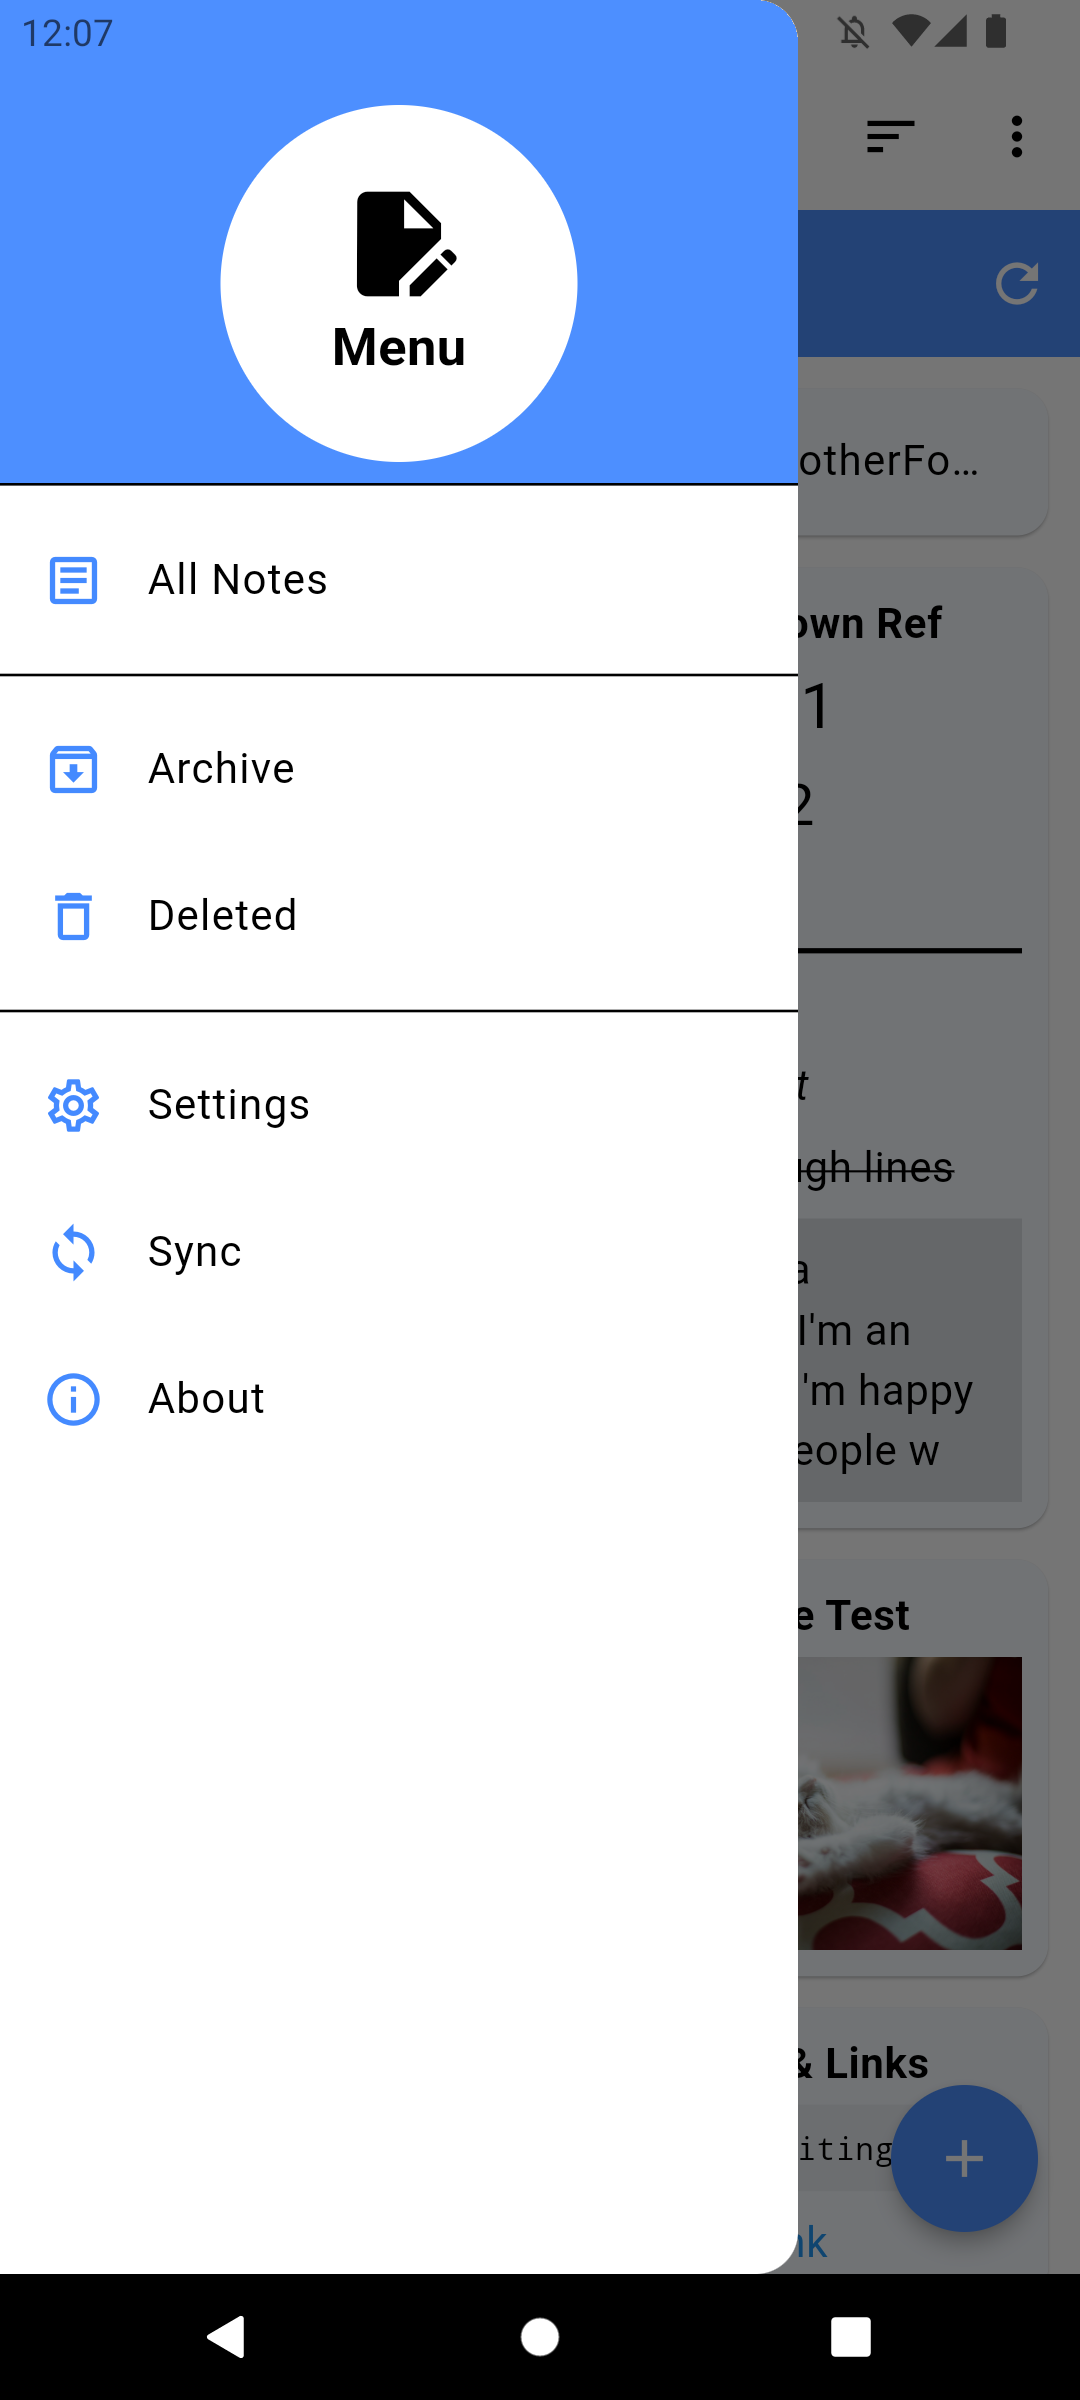 12:07
Menu
otherFo...
All Notes
own Ref
1
Archive
2
Deleted
t
Settings
ugh lines
Sync
a
I'm an
'm happy
About
eople w
e Test
& Links
iting
nk